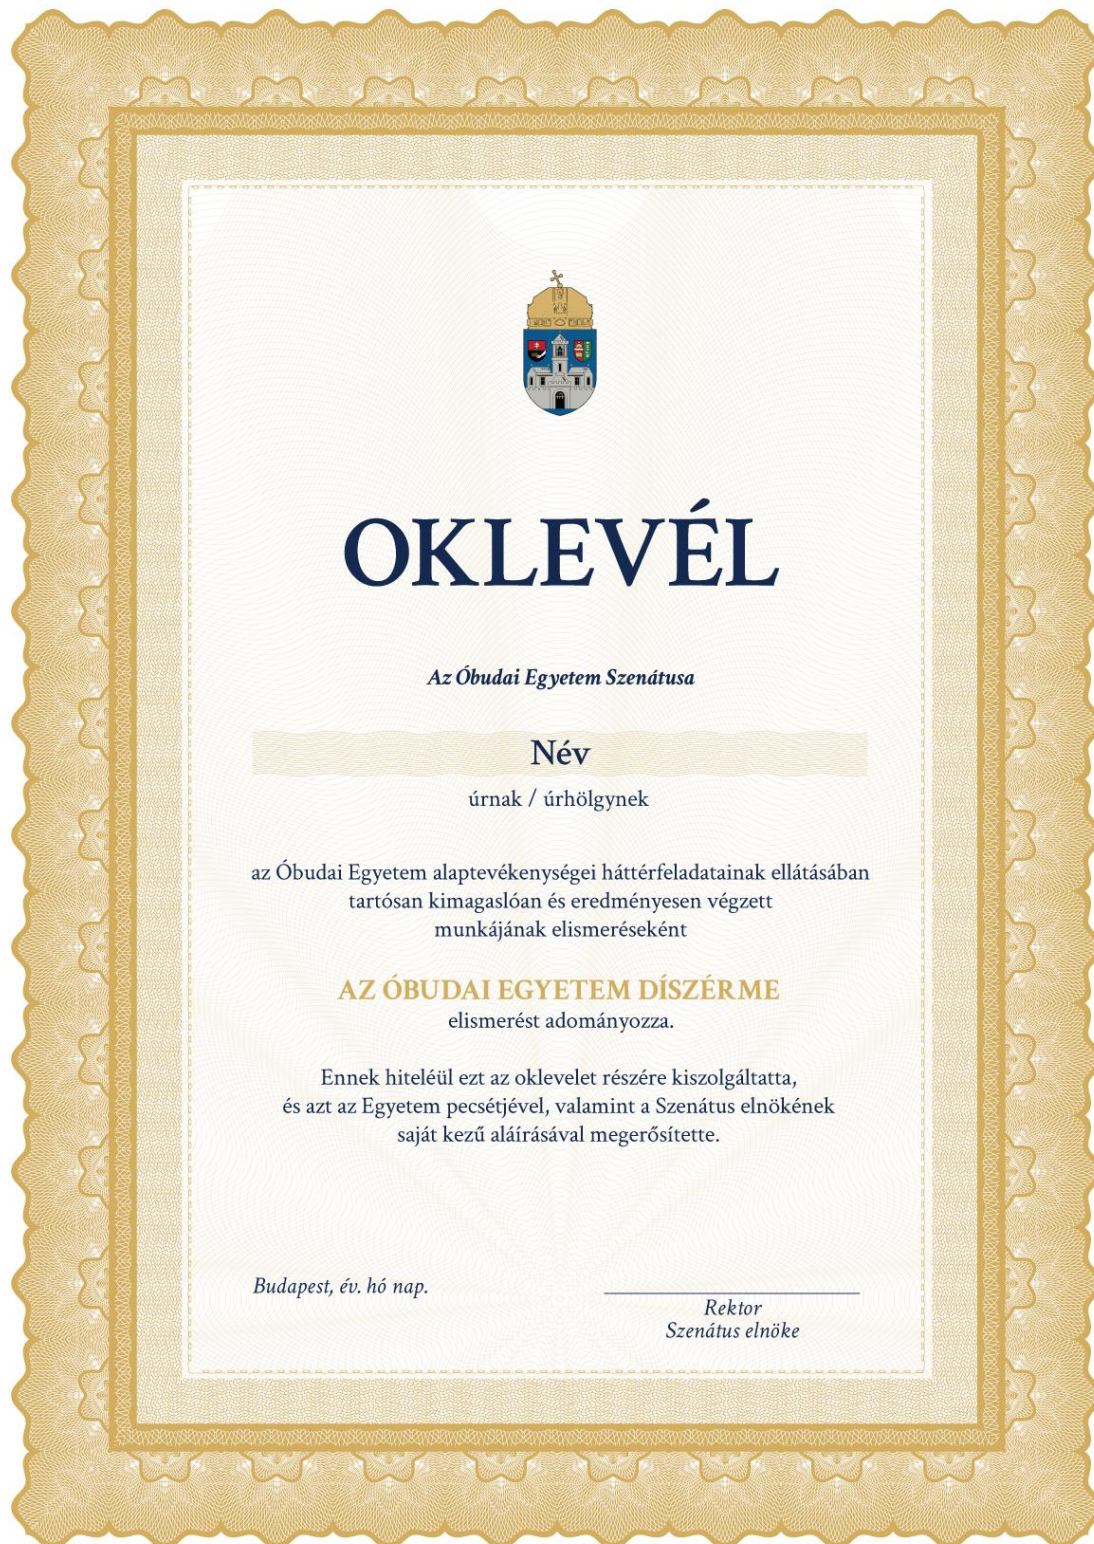 OKLEVÉL
Az Óbudai Egyetem Szenátusa
Név
úrnak / úrhölgynek
az Óbudai Egyetem alaptevékenységei háttérfeladatainak ellátásában
tartósan kimagaslóan és eredményesen végzett
munkájának elismeréseként
AZ ÓBUDAI EGYETEM DÍSZÉRME
elismerést adományozza.
Ennek hiteléül ezt az oklevelet részére kiszolgáltatta,
és azt az Egyetem pecsétjével, valamint a Szenátus elnökének
saját kezű aláírásával megerősítette.
Budapest, év. hó nap.
Rektor
Szenátus elnöke